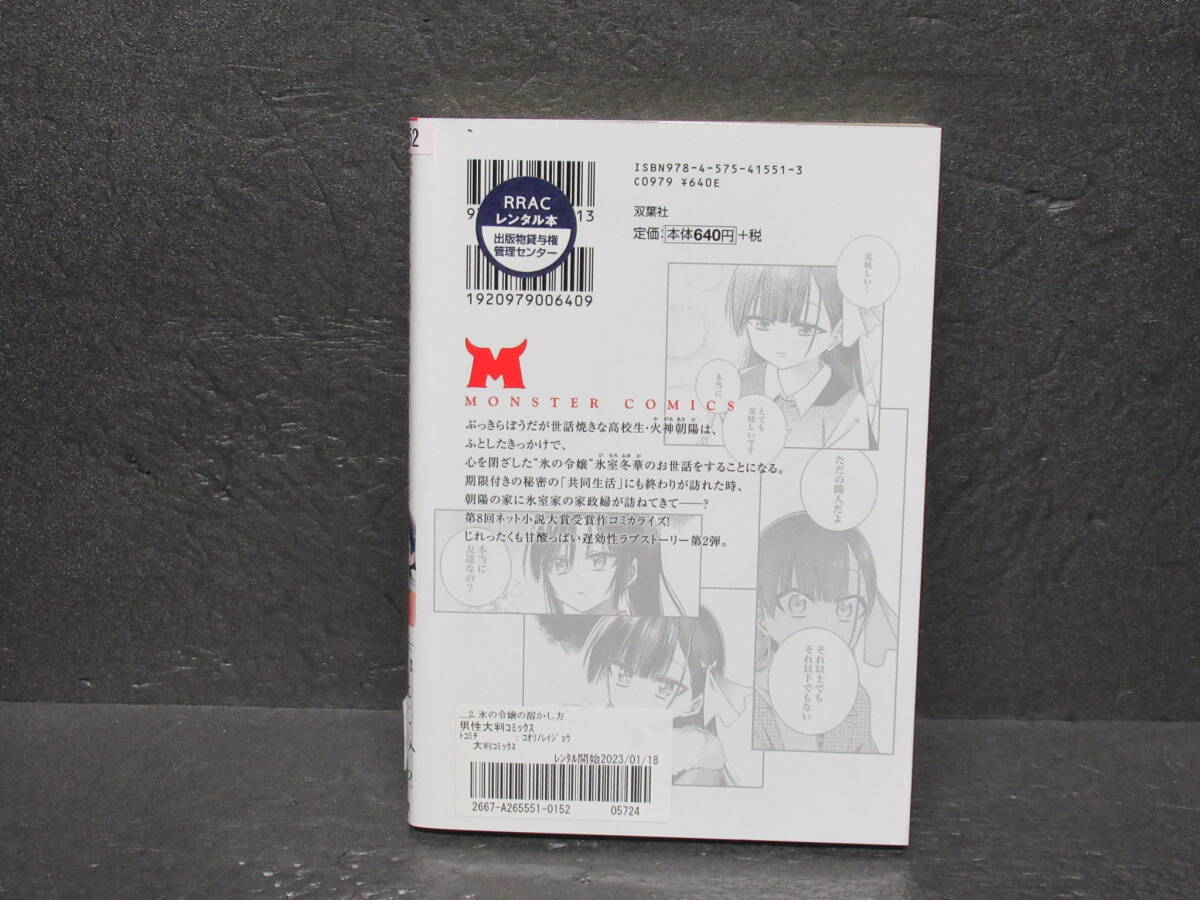 52
ISBN978-4-575-41551-3
C0979 ¥640E
双葉社
定価:本体640円+税
9
13
RRAC
レンタル本
出版物貸与権
管理センター
1920979006409
M
MONSTER COMICS
ぶっきらぼうだが世話焼きな高校生・火神朝陽は、
ふとしたきっかけで、
心を閉ざした“氷の令嬢”氷室冬華のお世話をすることになる。
期限付きの秘密の「共同生活」にも終わりが訪れた時、
朝陽の家に氷室家の家政婦が訪ねてきて――?
第8回ネット小説大賞受賞作コミカライズ!
じれったくも甘酸っぱい遅効性ラブストーリー第2弾。
美味しい…
本当に
とても
美味しいです
ただの隣人だよ
本当に
友達なの?
それ以上でも
それ以下でもない
2.氷の令嬢の溶かし方
男性大判コミックス
トコミチ :コオリノレイジョウ
大判コミックス
レンタル開始2023/01/18
2667-A265551-0152 05724